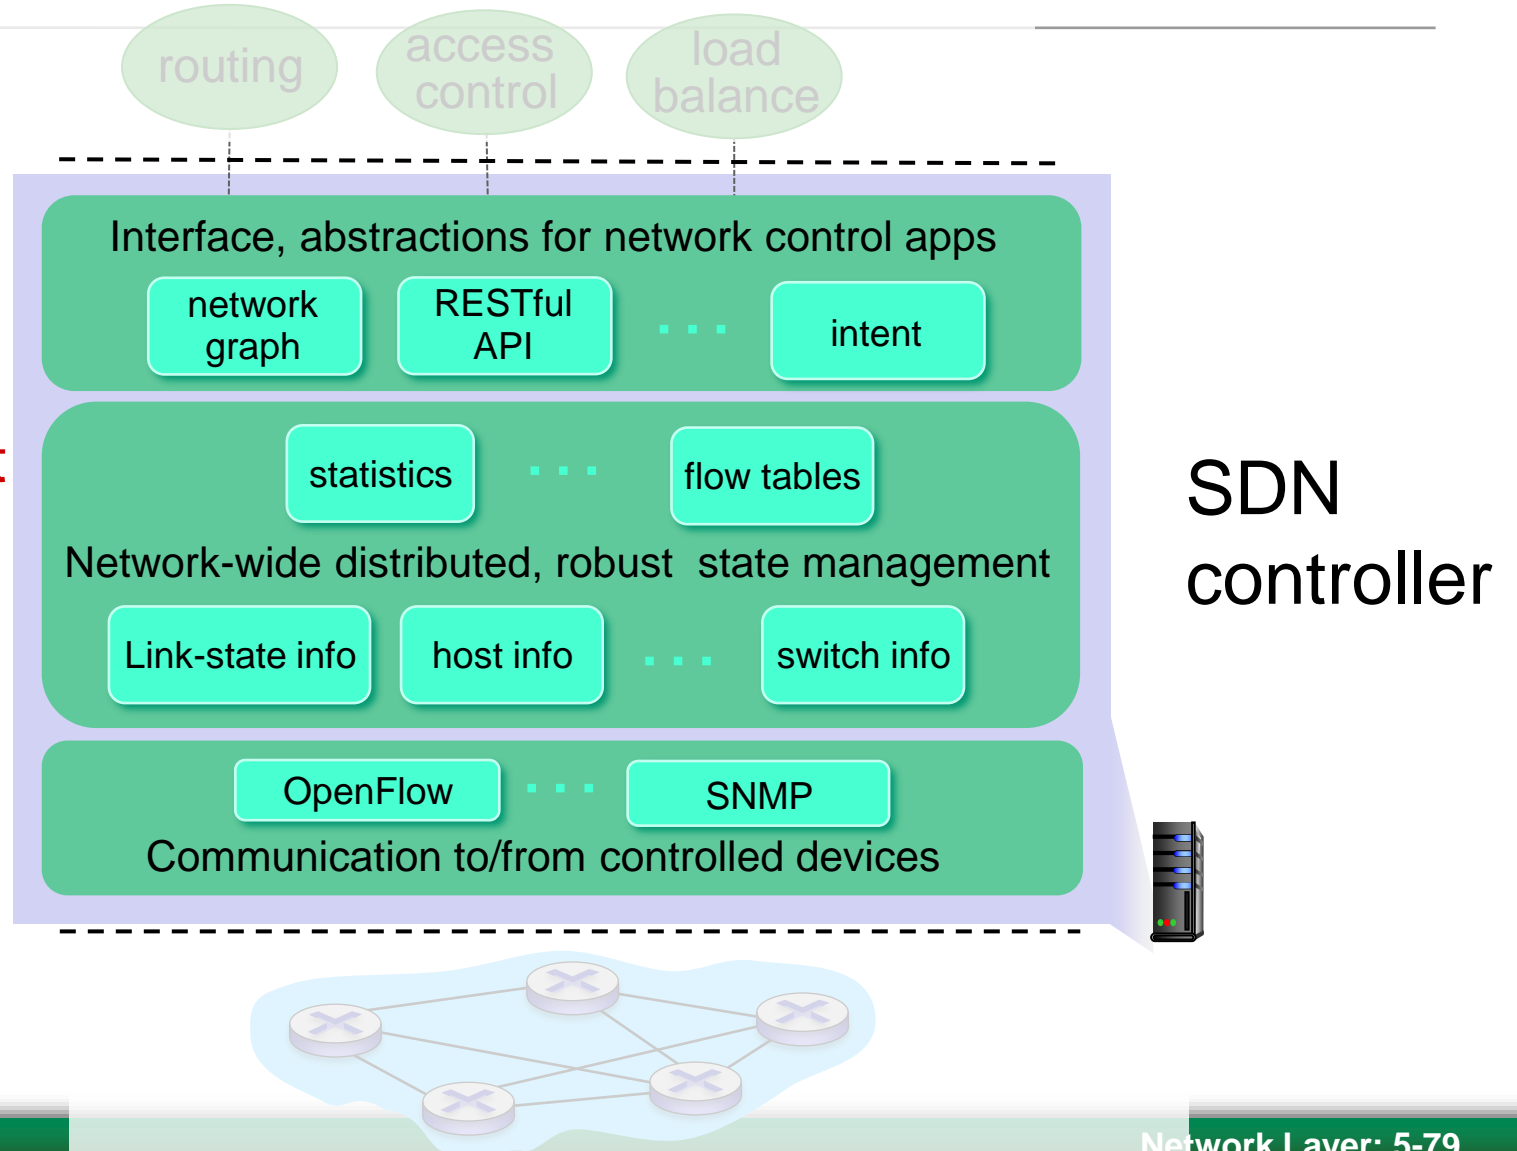 routing
access
control
load
balance
Interface, abstractions for network control apps
network
graph
RESTful
API
. . .
intent
statistics
. . .
flow tables
Network-wide distributed, robust state management
Link-state info
host info
. . .
switch info
OpenFlow
. . .
SNMP
Communication to/from controlled devices
SDN
controller
Network Layer: 5-79